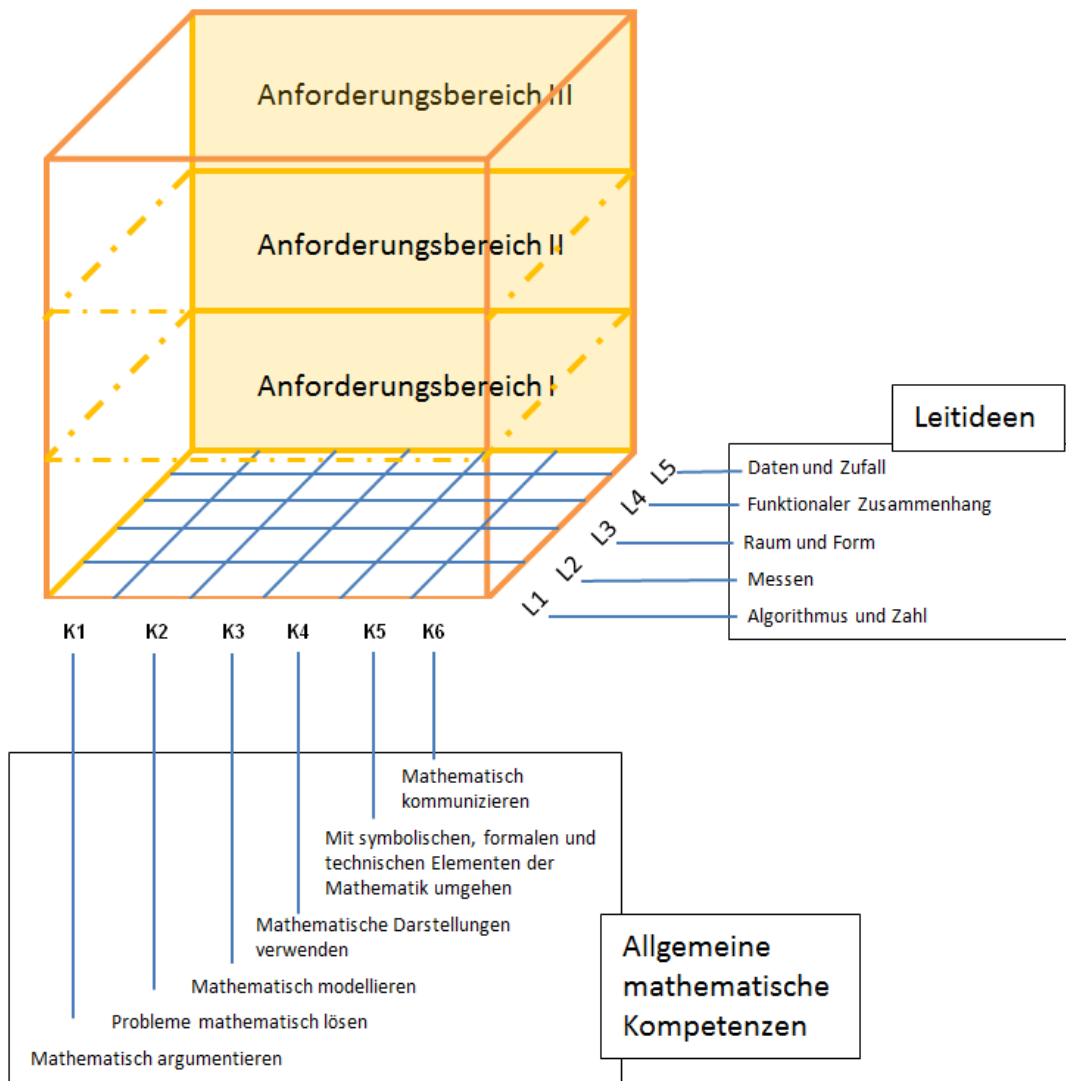 Anforderungsbereich III
Anforderungsbereich II
Anforderungsbereich I
Leitideen
L5
Daten und Zufall
L4
Funktionaler Zusammenhang
L3
Raum und Form
L2
Messen
L1
Algorithmus und Zahl
K1 K2 K3 K4 K5 K6
Mathematisch
kommunizieren
Mit symbolischen, formalen und
technischen Elementen der
Mathematik umgehen
Mathematische Darstellungen
verwenden
Mathematisch modellieren
Probleme mathematisch lösen
Mathematisch argumentieren
Allgemeine
mathematische
Kompetenzen